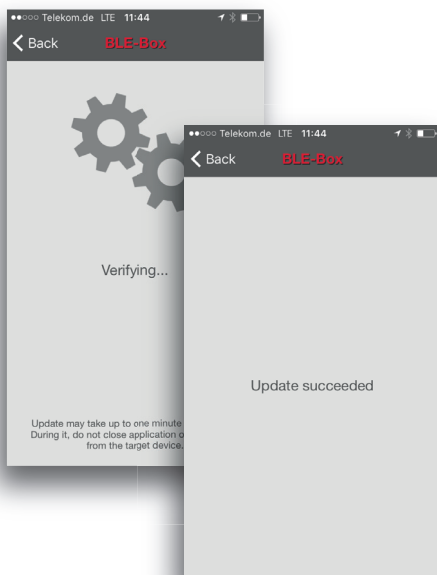 ●●○○○ Telekom.de LTE 11:44
Back BLE-Box
Verifying...
Update may take up to one minute
During it, do not close application
from the target device.
●●○○○ Telekom.de LTE 11:44
Back BLE-Box
Update succeeded